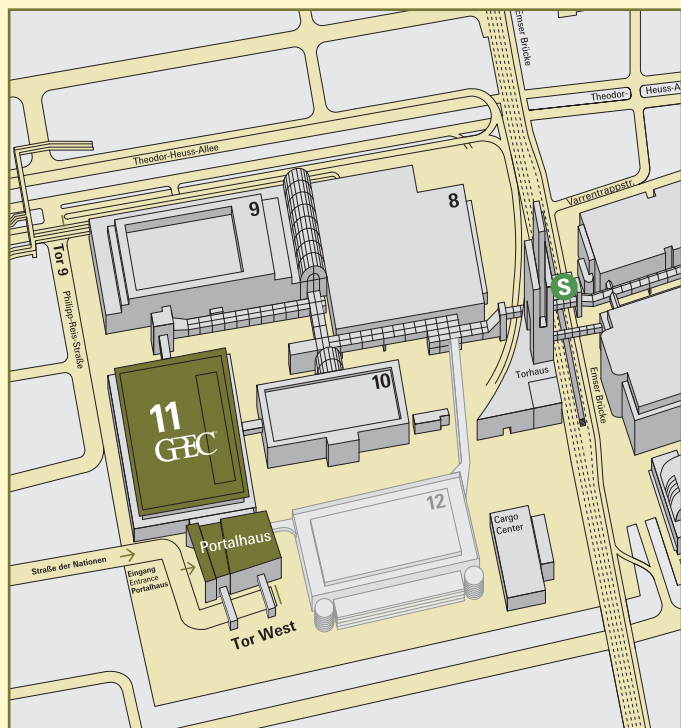 Emser Brücke
Theodor-
Heuss-A
Theodor-Heuss-Allee
Varrentrappstr.
9
8
Tor 9
Philipp-Reis-Straße
S
Torhaus
Emser Brücke
10
11
GPEC
12
Cargo
Center
Portalhaus
Straße der Nationen
Eingang
Entrance
Portalhaus
Tor West